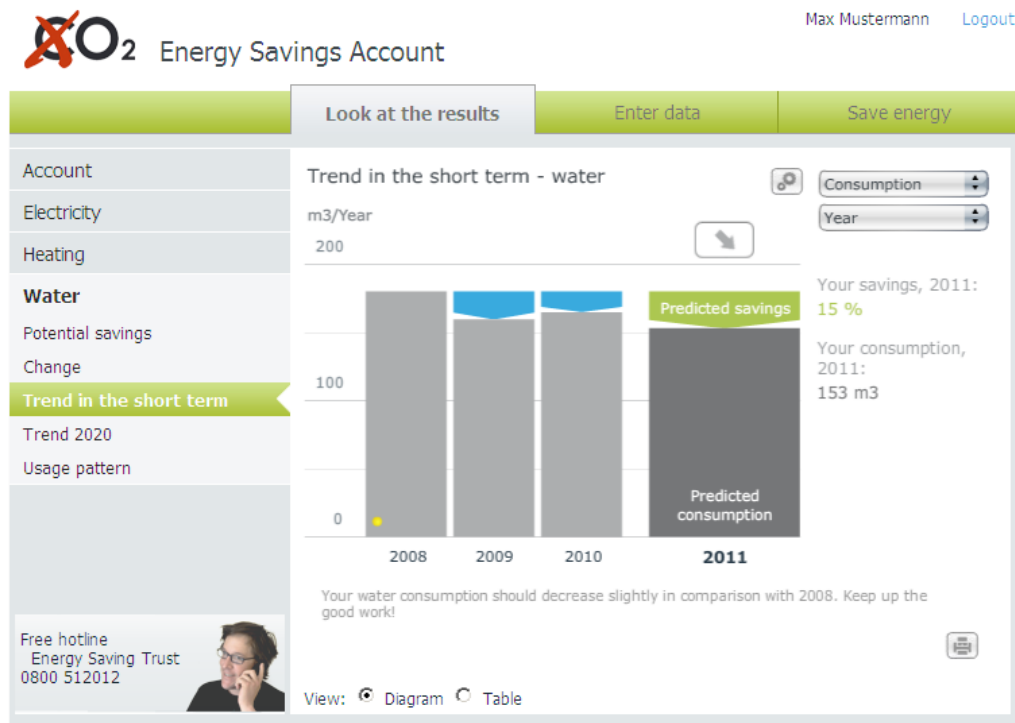 Max Mustermann Logout
CO2 Energy Savings Account
Look at the results
Enter data
Save energy
Account
Electricity
Heating
Water
Potential savings
Change
Trend in the short term
Trend 2020
Usage pattern
Free hotline
Energy Saving Trust
0800 512012
Trend in the short term - water
Consumption
Year
m3/Year
200
100
0
Predicted savings
Predicted
consumption
2008
2009
2010
2011
Your savings, 2011:
15 %
Your consumption,
2011:
153 m3
Your water consumption should decrease slightly in comparison with 2008. Keep up the
good work!
View: Diagram Table